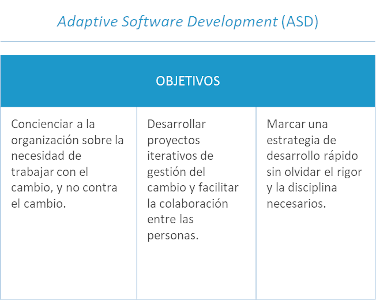 Adaptive Software Development (ASD)
OBJETIVOS
Concienciar a la
organización sobre la
necesidad de
trabajar con el
cambio, y no contra
el cambio.
Desarrollar
proyectos
iterativos de
gestión del
cambio y facilitar
la colaboración
entre las
personas.
Marcar una
estrategia de
desarrollo rápido
sin olvidar el rigor
y la disciplina
necesarios.